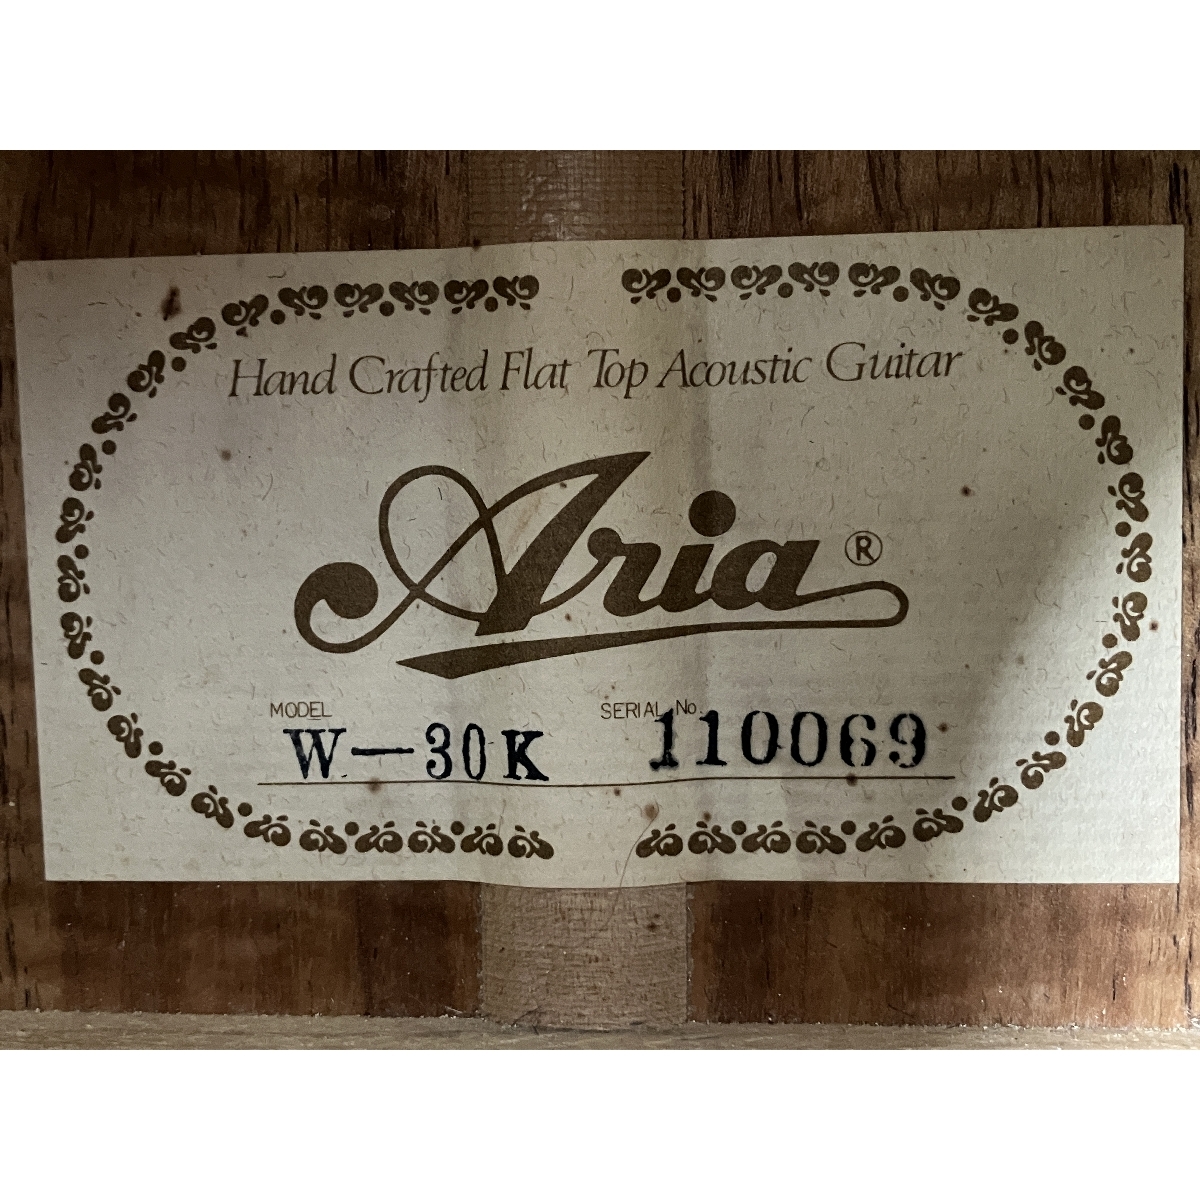 Hand Crafted Flat Top Acoustic Guitar
Aria ®
MODEL W-30K SERIAL No. 110069